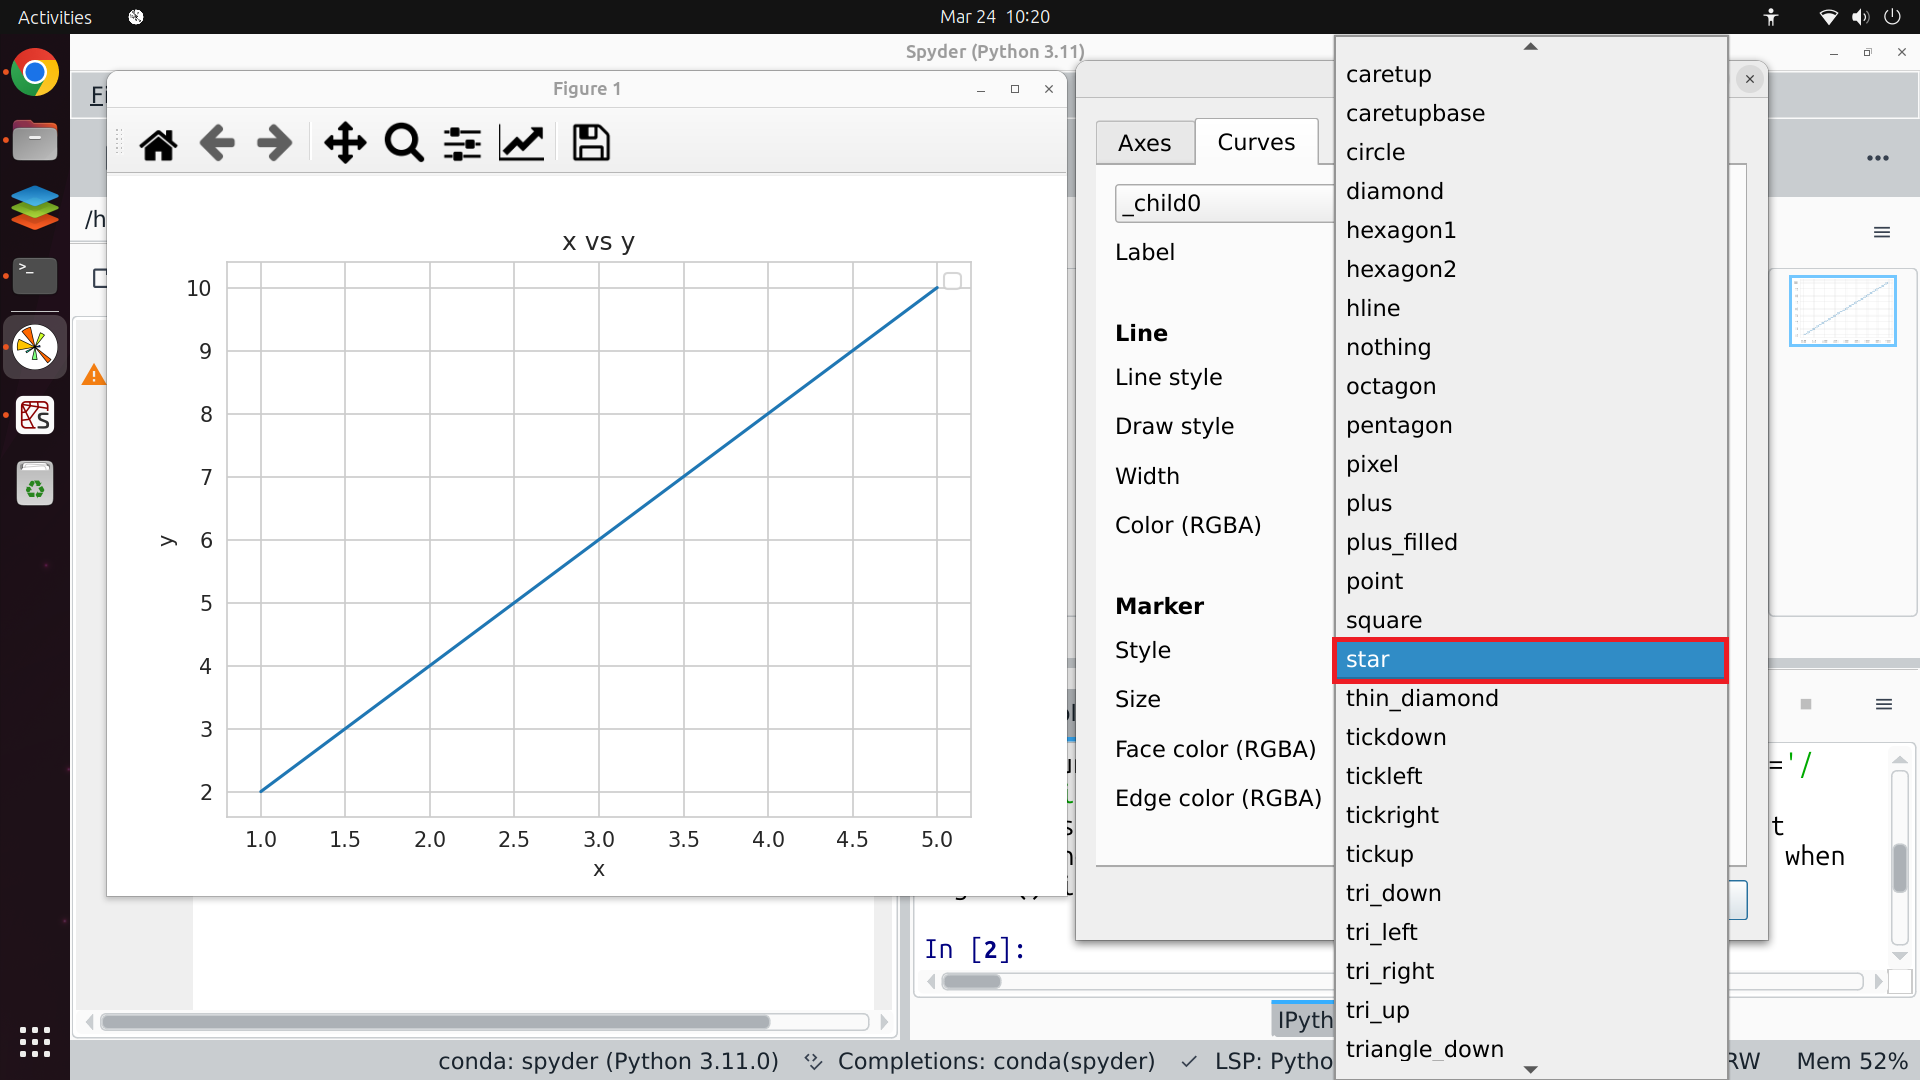 Activities
Mar 24 10:20
Spyder (Python 3.11)
Figure 1
/h
Axes
Curves
_child0
Label
Line
Line style
Draw style
Width
Color (RGBA)
Marker
Style
Size
Face color (RGBA)
Edge color (RGBA)
caretup
caretupbase
circle
diamond
hexagon1
hexagon2
hline
nothing
octagon
pentagon
pixel
plus
plus_filled
point
square
star
thin_diamond
tickdown
tickleft
tickright
tickup
tri_down
tri_left
tri_right
tri_up
triangle_down
x vs y
10
9
8
7
6
5
4
3
2
y
1.0 1.5 2.0 2.5 3.0 3.5 4.0 4.5 5.0
x
='/
t
when
In [2]:
IPyth
conda: spyder (Python 3.11.0) Completions: conda(spyder) LSP: Pytho RW Mem 52%